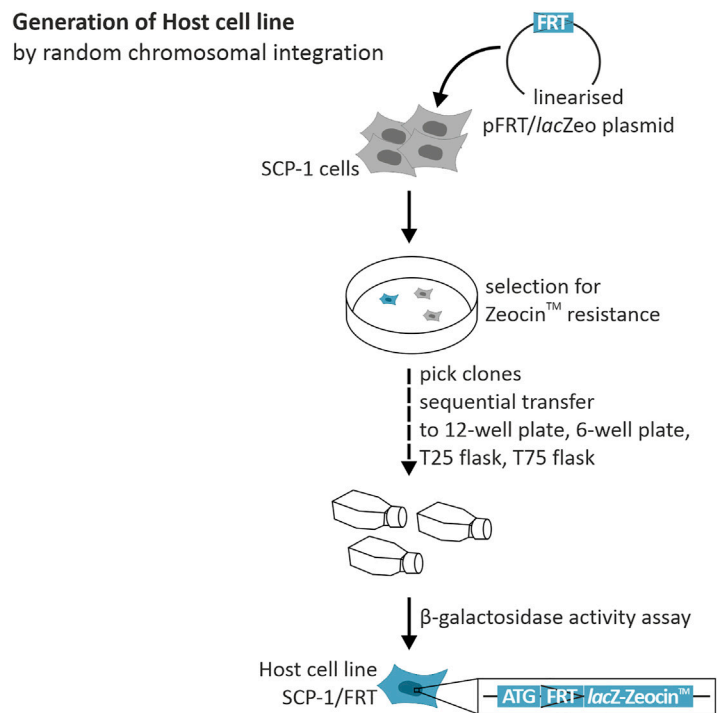 Generation of Host cell line
by random chromosomal integration
FRT
linearised
pFRT/lacZeo plasmid
SCP-1 cells
selection for
Zeocin™ resistance
pick clones
sequential transfer
to 12-well plate, 6-well plate,
T25 flask, T75 flask
β-galactosidase activity assay
Host cell line
SCP-1/FRT
ATG FRT lacZ-Zeocin™